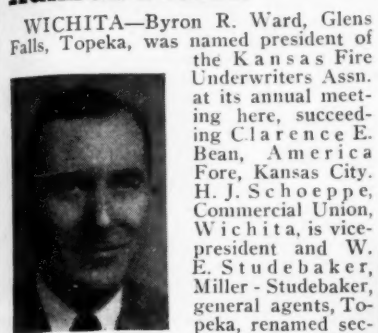 WICHITA—Byron R. Ward, Glens
Falls, Topeka, was named president of
the Kansas Fire
Underwriters Assn.
at its annual meet-
ing here, succeed-
ing Clarence E.
Bean, America
Fore, Kansas City.
H. J. Schoeppe,
Commercial Union,
Wichita, is vice-
president and W.
E. Studebaker,
Miller - Studebaker,
general agents, To-
peka, renamed sec-